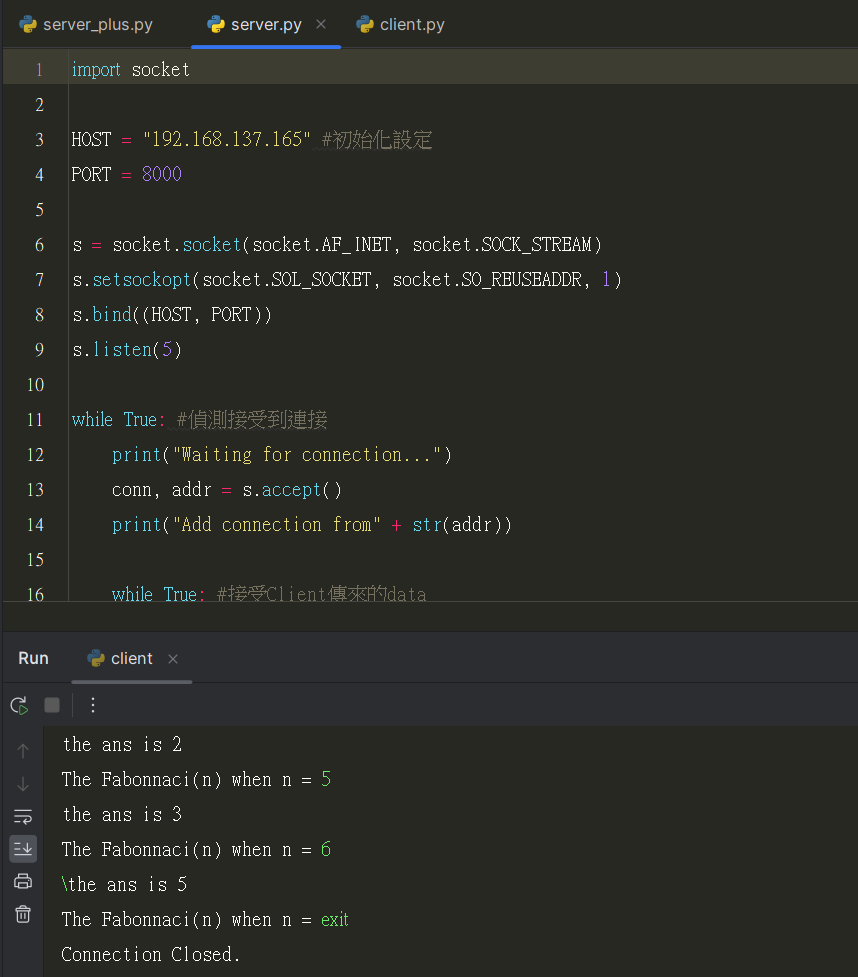 server_plus.py server.py client.py
1 import socket
2
3 HOST = "192.168.137.165" #初始化設定
4 PORT = 8000
5
6 s = socket.socket(socket.AF_INET, socket.SOCK_STREAM)
7 s.setsockopt(socket.SOL_SOCKET, socket.SO_REUSEADDR, 1)
8 s.bind((HOST, PORT))
9 s.listen(5)
10
11 while True: #偵測接受到連接
12 print("Waiting for connection...")
13 conn, addr = s.accept()
14 print("Add connection from" + str(addr))
15
16 while True: #接受Client傳來的data
Run client
the ans is 2
The Fabonnaci(n) when n = 5
the ans is 3
The Fabonnaci(n) when n = 6
\the ans is 5
The Fabonnaci(n) when n = exit
Connection Closed.